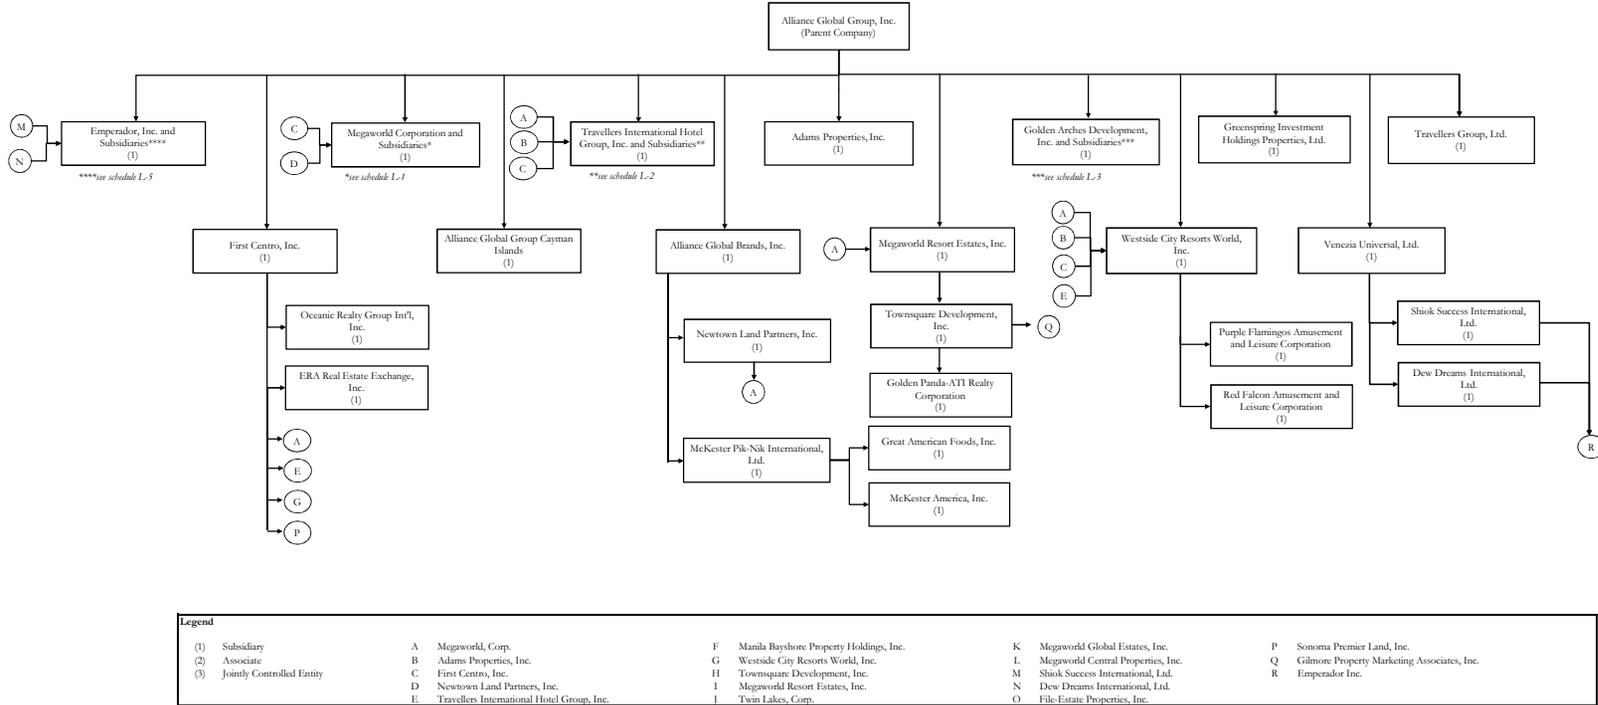 Alliance Global Group, Inc.
(Parent Company)
M
N
Emperador, Inc. and
Subsidiaries****
(1)
****see schedule L-5
C
D
Megaworld Corporation and
Subsidiaries*
(1)
*see schedule L-1
A
B
C
Travellers International Hotel
Group, Inc. and Subsidiaries**
(1)
**see schedule L-2
Adams Properties, Inc.
(1)
Golden Arches Development,
Inc. and Subsidiaries***
(1)
***see schedule L-3
Greenspring Investment
Holdings Properties, Ltd.
(1)
Travellers Group, Ltd.
(1)
First Centro, Inc.
(1)
Alliance Global Group Cayman
Islands
(1)
Alliance Global Brands, Inc.
(1)
A
Megaworld Resort Estates, Inc.
(1)
A
B
C
E
Westside City Resorts World,
Inc.
(1)
Venezia Universal, Ltd.
(1)
Oceanic Realty Group Int'l,
Inc.
(1)
ERA Real Estate Exchange,
Inc.
(1)
A
E
G
P
Newtown Land Partners, Inc.
(1)
A
McKester Pik-Nik International,
Ltd.
(1)
Townsquare Development,
Inc.
(1)
Q
Golden Panda-ATI Realty
Corporation
(1)
Great American Foods, Inc.
(1)
McKester America, Inc.
(1)
Purple Flamingos Amusement
and Leisure Corporation
(1)
Red Falcon Amusement and
Leisure Corporation
(1)
Shiok Success International,
Ltd.
(1)
Dew Dreams International,
Ltd.
(1)
R
Legend
(1) Subsidiary A Megaworld, Corp. F Manila Bayshore Property Holdings, Inc. K Megaworld Global Estates, Inc. P Sonoma Premier Land, Inc.
(2) Associate B Adams Properties, Inc. G Westside City Resorts World, Inc. L Megaworld Central Properties, Inc. Q Gilmore Property Marketing Associates, Inc.
(3) Jointly Controlled Entity C First Centro, Inc. H Townsquare Development, Inc. M Shiok Success International, Ltd. R Emperador Inc.
D Newtown Land Partners, Inc. I Megaworld Resort Estates, Inc. N Dew Dreams International, Ltd.
E Travellers International Hotel Group, Inc. J Twin Lakes, Corp. O File-Estate Properties, Inc.